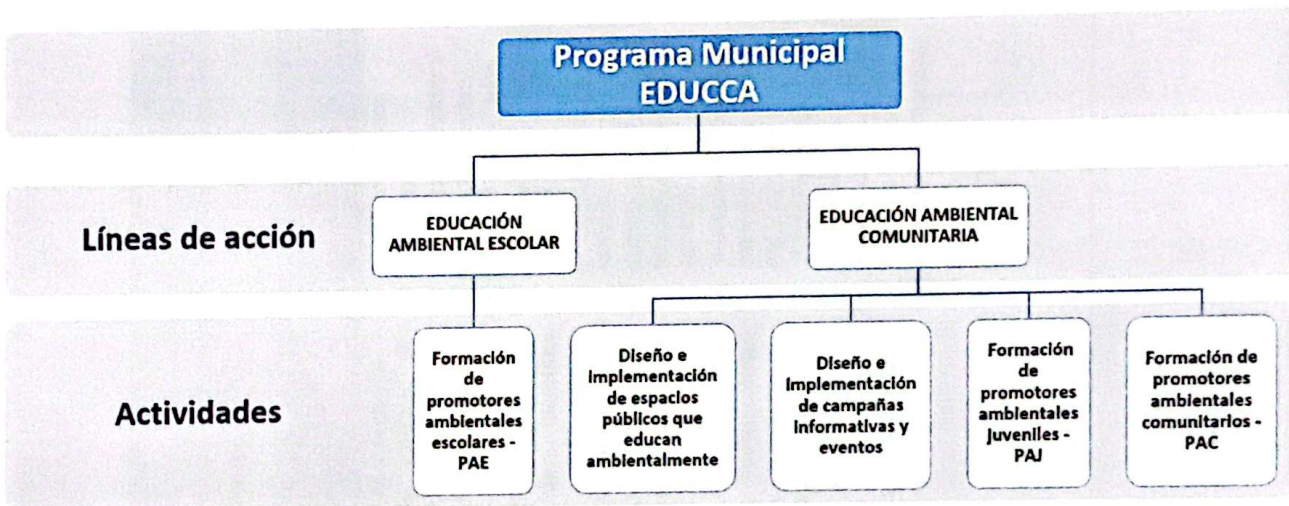 Programa Municipal
EDUCCA
Líneas de acción
EDUCACIÓN
AMBIENTAL ESCOLAR
EDUCACIÓN AMBIENTAL
COMUNITARIA
Actividades
Formación
de
promotores
ambientales
escolares -
PAE
Diseño e
Implementación
de espacios
públicos que
educan
ambientalmente
Diseño e
Implementación
de campañas
Informativas y
eventos
Formación
de
promotores
ambientales
Juveniles -
PAJ
Formación de
promotores
ambientales
comunitarios -
PAC